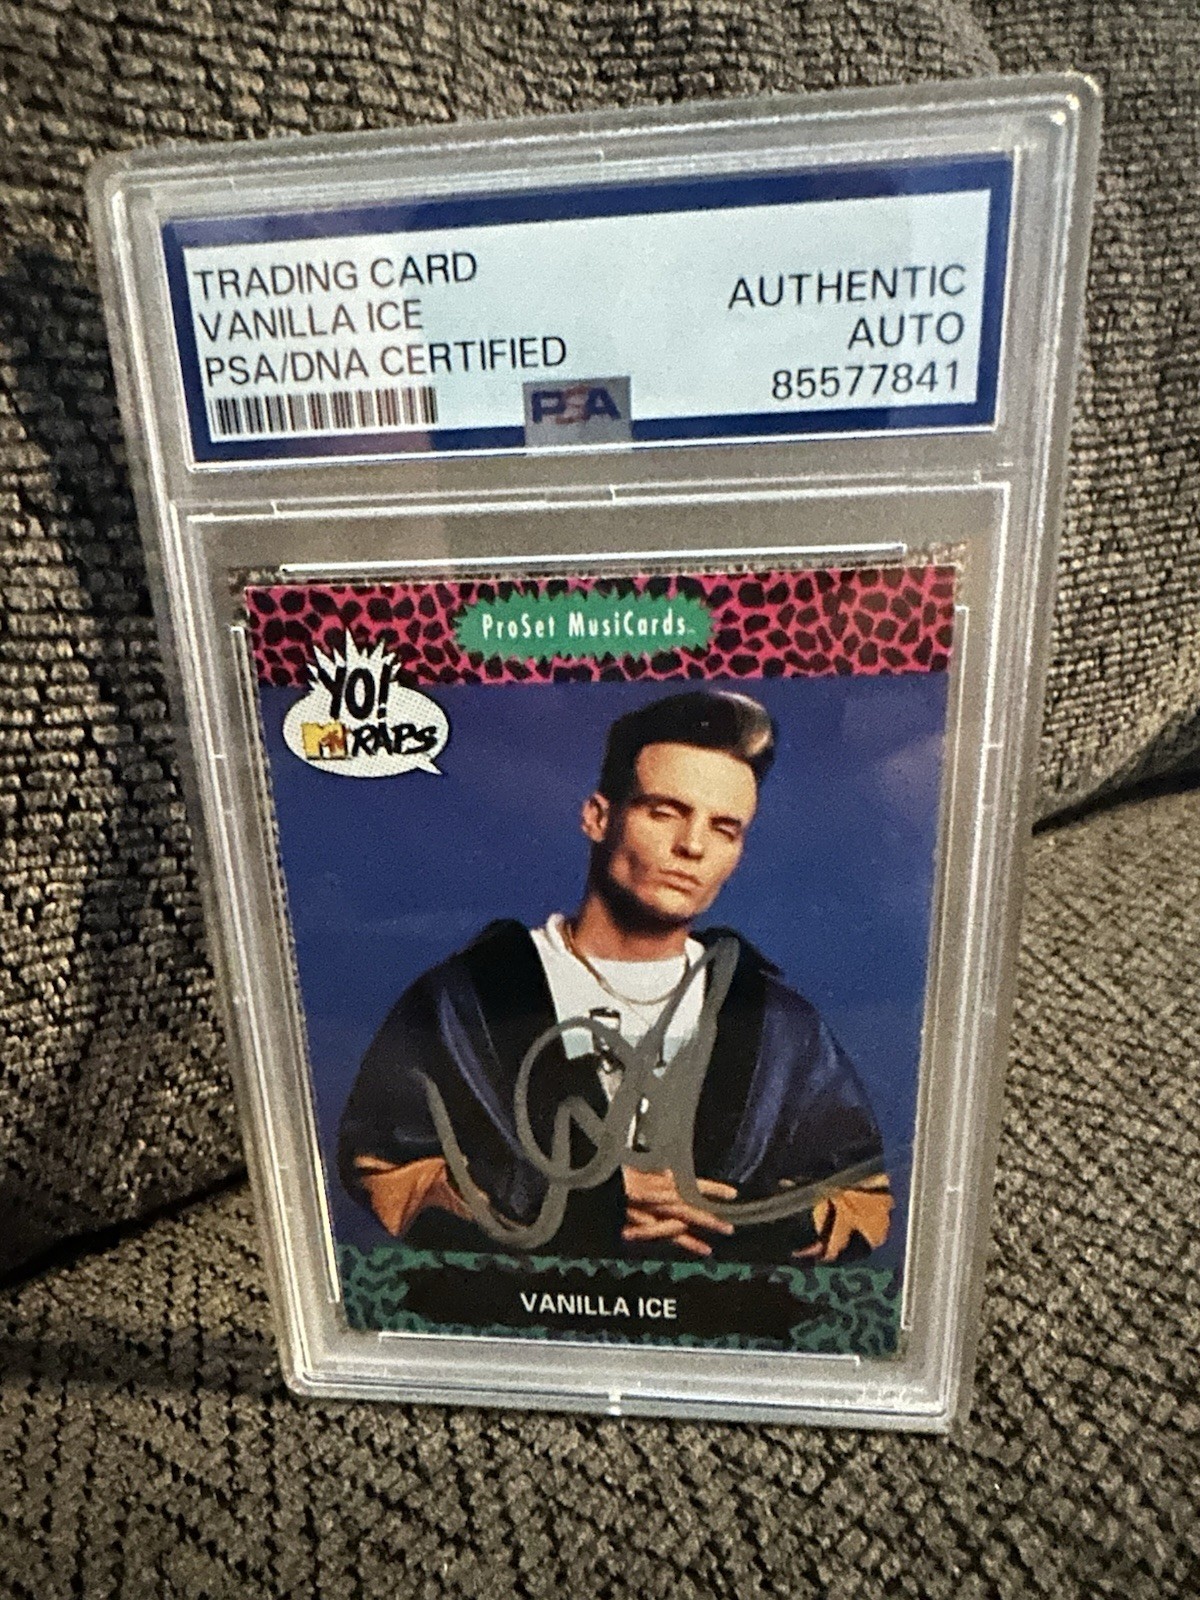 TRADING CARD
VANILLA ICE
PSA/DNA CERTIFIED
AUTHENTIC
AUTO
85577841
PSA
ProSet MusiCards
YO!
MTV RAPS
VANILLA ICE